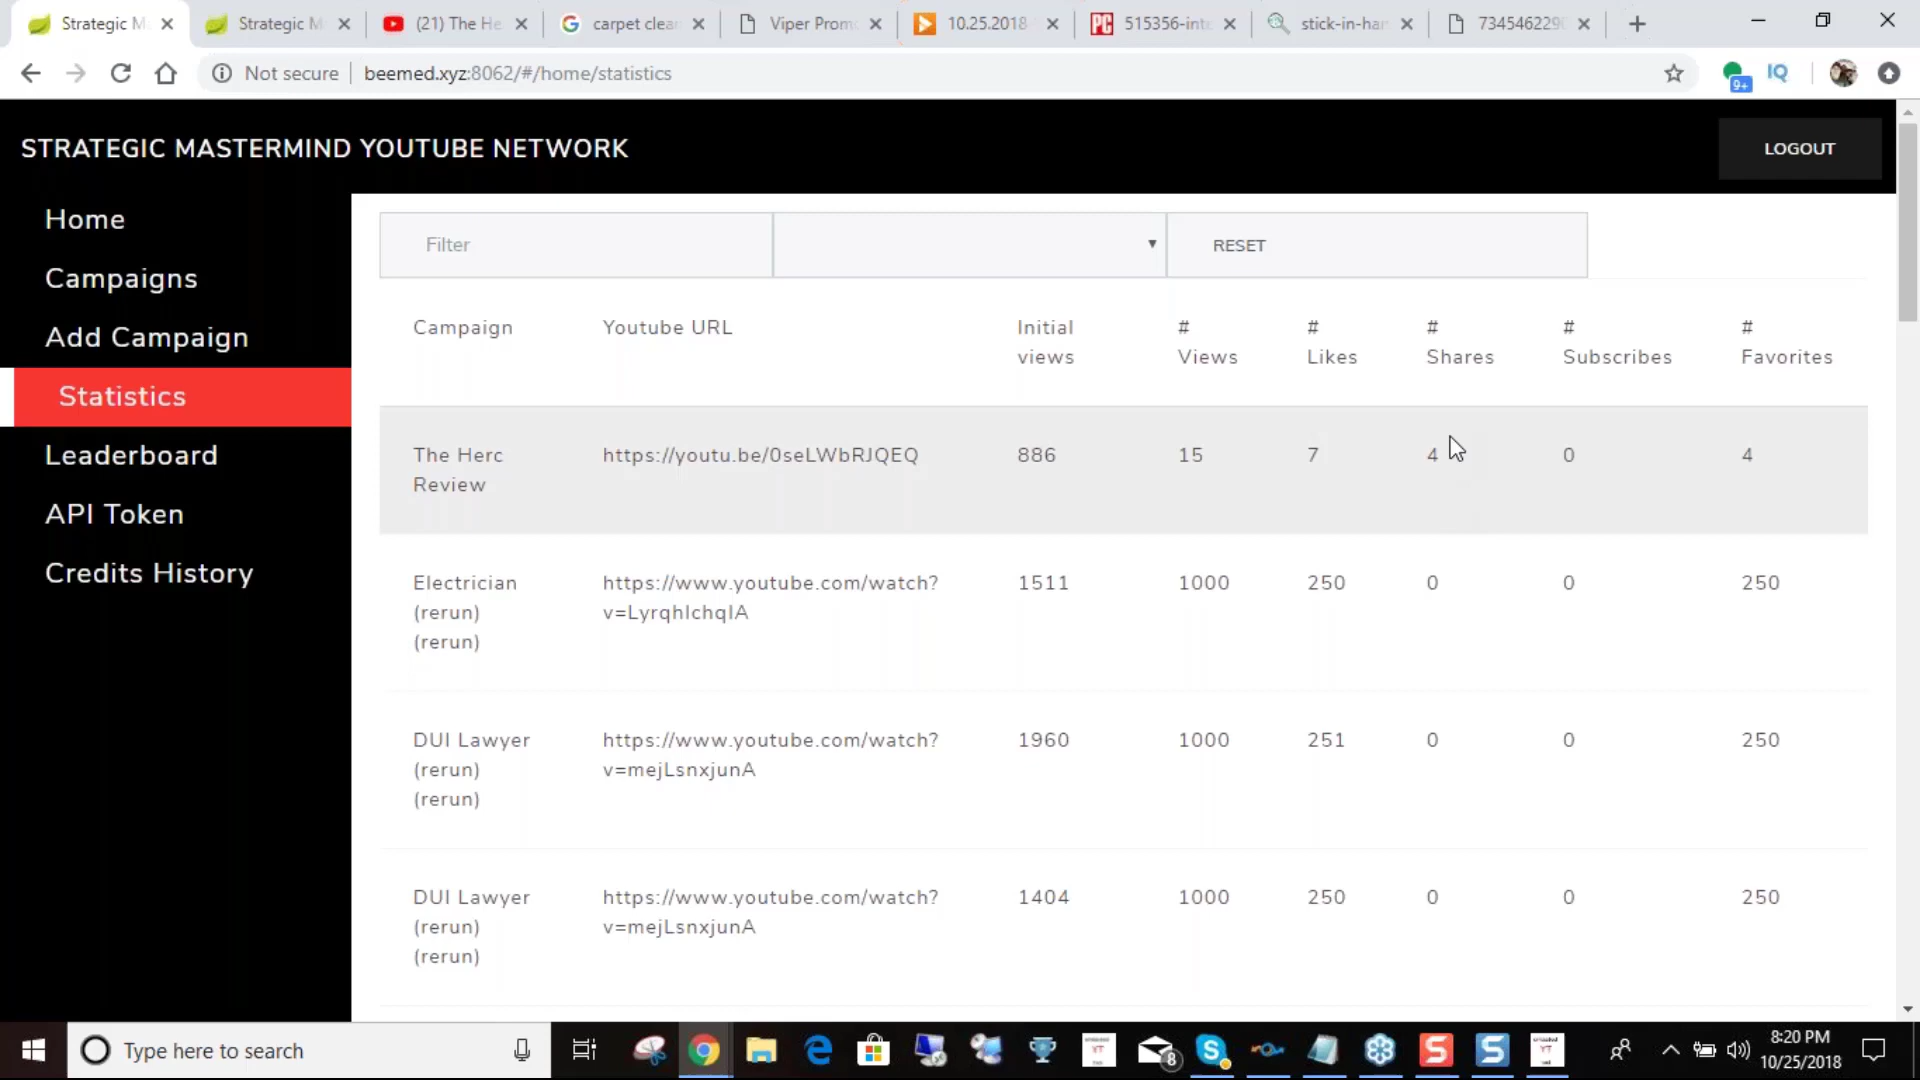 Strategic M
Strategic M
(21) The He
carpet clea
Viper Prom
10.25.2018
515356-int
stick-in-han
7345462290
Not secure
beemed.xyz:8062/#/home/statistics
9+
IQ
STRATEGIC MASTERMIND YOUTUBE NETWORK
LOGOUT
Home
Campaigns
Add Campaign
Statistics
Leaderboard
API Token
Credits History
Filter
RESET
Campaign Youtube URL Initial # # # # #
views Views Likes Shares Subscribes Favorites
The Herc https://youtu.be/0seLWbRJQEQ 886 15 7 4 0 4
Review
Electrician https://www.youtube.com/watch? 1511 1000 250 0 0 250
(rerun) v=LyrqhIchqIA
(rerun)
DUI Lawyer https://www.youtube.com/watch? 1960 1000 251 0 0 250
(rerun) v=mejLsnxjunA
(rerun)
DUI Lawyer https://www.youtube.com/watch? 1404 1000 250 0 0 250
(rerun) v=mejLsnxjunA
(rerun)
Type here to search
8
8:20 PM
10/25/2018